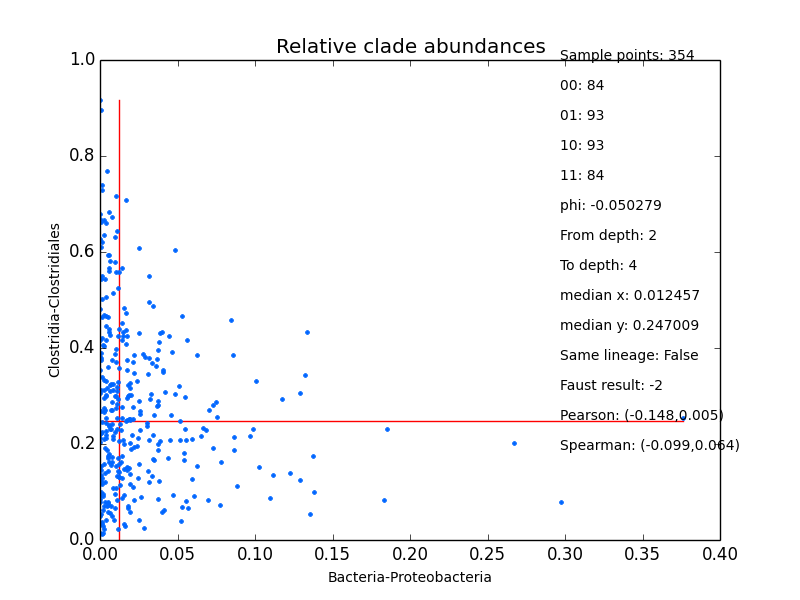 Relative clade abundances
Sample points: 354
00: 84
01: 93
10: 93
11: 84
phi: -0.050279
From depth: 2
To depth: 4
median x: 0.012457
median y: 0.247009
Same lineage: False
Faust result: -2
Pearson: (-0.148,0.005)
Spearman: (-0.099,0.064)
Clostridia-Clostridiales
1.0
0.8
0.6
0.4
0.2
0.0
0.00 0.05 0.10 0.15 0.20 0.25 0.30 0.35 0.40
Bacteria-Proteobacteria